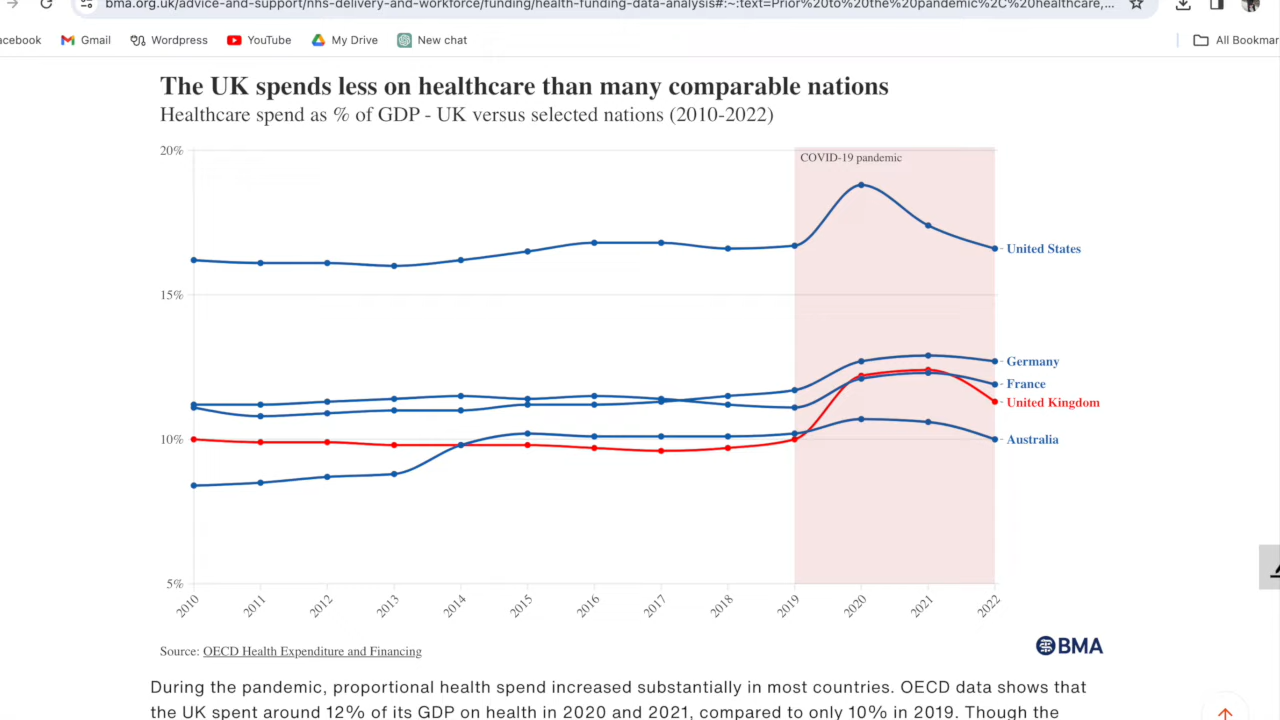 bma.org.uk/advice-and-support/nhs-delivery-and-workforce/funding/health-funding-data-analysis#:~:text=Prior%20to%20the%20pandemic%2C%20healthcare,...
acebook Gmail Wordpress YouTube My Drive New chat All Bookmar
The UK spends less on healthcare than many comparable nations
Healthcare spend as % of GDP - UK versus selected nations (2010-2022)
20%
COVID-19 pandemic
United States
15%
Germany
France
United Kingdom
10%
Australia
5%
2010 2011 2012 2013 2014 2015 2016 2017 2018 2019 2020 2021 2022
Source: OECD Health Expenditure and Financing
BMA
During the pandemic, proportional health spend increased substantially in most countries. OECD data shows that
the UK spent around 12% of its GDP on health in 2020 and 2021, compared to only 10% in 2019. Though the